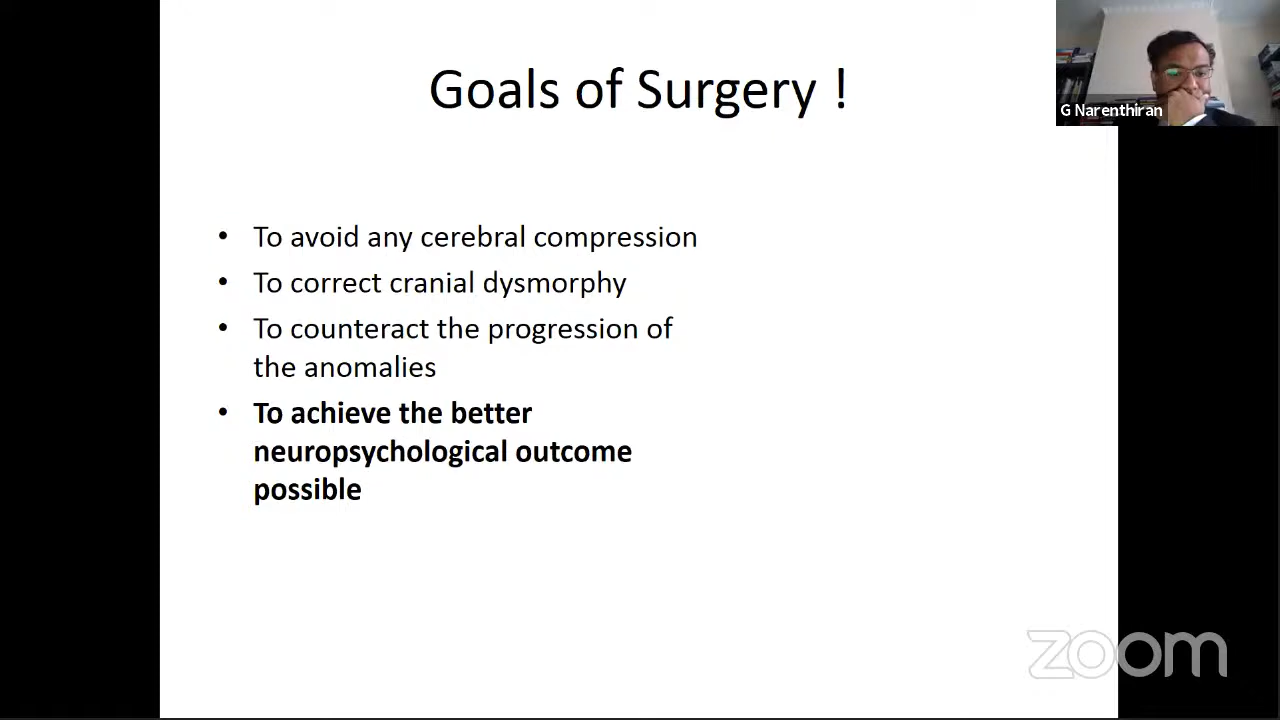 Goals of Surgery !
G Narenthiran
• To avoid any cerebral compression
• To correct cranial dysmorphy
• To counteract the progression of
the anomalies
• To achieve the better
neuropsychological outcome
possible
zoom